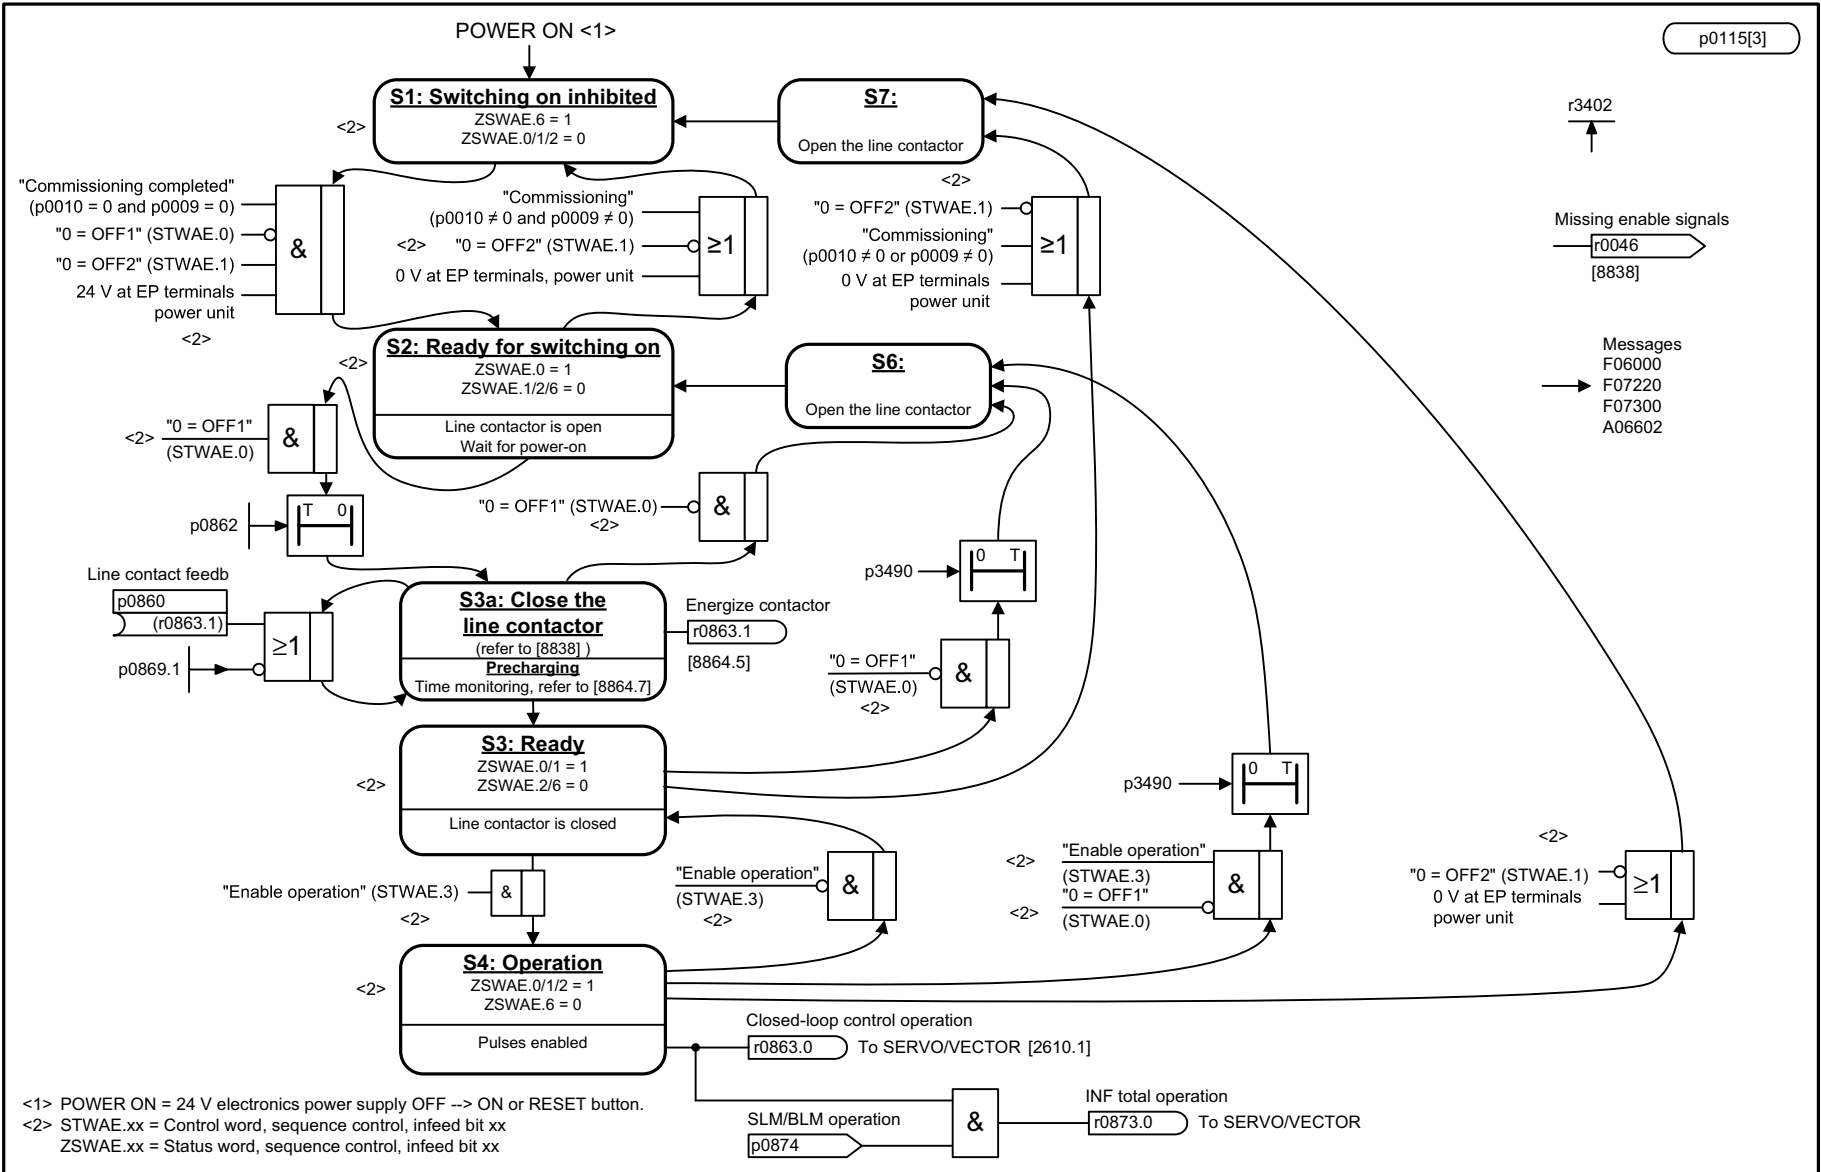 POWER ON <1>
p0115[3]
S1: Switching on inhibited
ZSWAE.6 = 1
ZSWAE.0/1/2 = 0
<2>
S7:
Open the line contactor
r3402
"Commissioning completed"
(p0010 = 0 and p0009 = 0)
"0 = OFF1" (STWAE.0)
"0 = OFF2" (STWAE.1)
24 V at EP terminals
power unit
<2>
&
"Commissioning"
(p0010 ≠ 0 and p0009 ≠ 0)
<2> "0 = OFF2" (STWAE.1)
0 V at EP terminals, power unit
≥1
<2>
"0 = OFF2" (STWAE.1)
"Commissioning"
(p0010 ≠ 0 or p0009 ≠ 0)
0 V at EP terminals
power unit
≥1
Missing enable signals
r0046
[8838]
S2: Ready for switching on
ZSWAE.0 = 1
ZSWAE.1/2/6 = 0
Line contactor is open
Wait for power-on
<2>
S6:
Open the line contactor
Messages
F06000
F07220
F07300
A06602
<2> "0 = OFF1"
(STWAE.0)
&
p0862
T 0
"0 = OFF1" (STWAE.0)
<2>
&
p3490
0 T
Line contact feedb
p0860
(r0863.1)
p0869.1
≥1
S3a: Close the
line contactor
(refer to [8838] )
Precharging
Time monitoring, refer to [8864.7]
Energize contactor
r0863.1
[8864.5]
"0 = OFF1"
(STWAE.0)
<2>
&
S3: Ready
ZSWAE.0/1 = 1
ZSWAE.2/6 = 0
Line contactor is closed
<2>
p3490
0 T
"Enable operation" (STWAE.3)
<2>
&
"Enable operation"
(STWAE.3)
<2>
&
<2> "Enable operation"
(STWAE.3)
<2> "0 = OFF1"
(STWAE.0)
&
<2>
"0 = OFF2" (STWAE.1)
0 V at EP terminals
power unit
≥1
S4: Operation
ZSWAE.0/1/2 = 1
ZSWAE.6 = 0
Pulses enabled
<2>
Closed-loop control operation
r0863.0 To SERVO/VECTOR [2610.1]
SLM/BLM operation
p0874
&
INF total operation
r0873.0 To SERVO/VECTOR
<1> POWER ON = 24 V electronics power supply OFF --> ON or RESET button.
<2> STWAE.xx = Control word, sequence control, infeed bit xx
ZSWAE.xx = Status word, sequence control, infeed bit xx